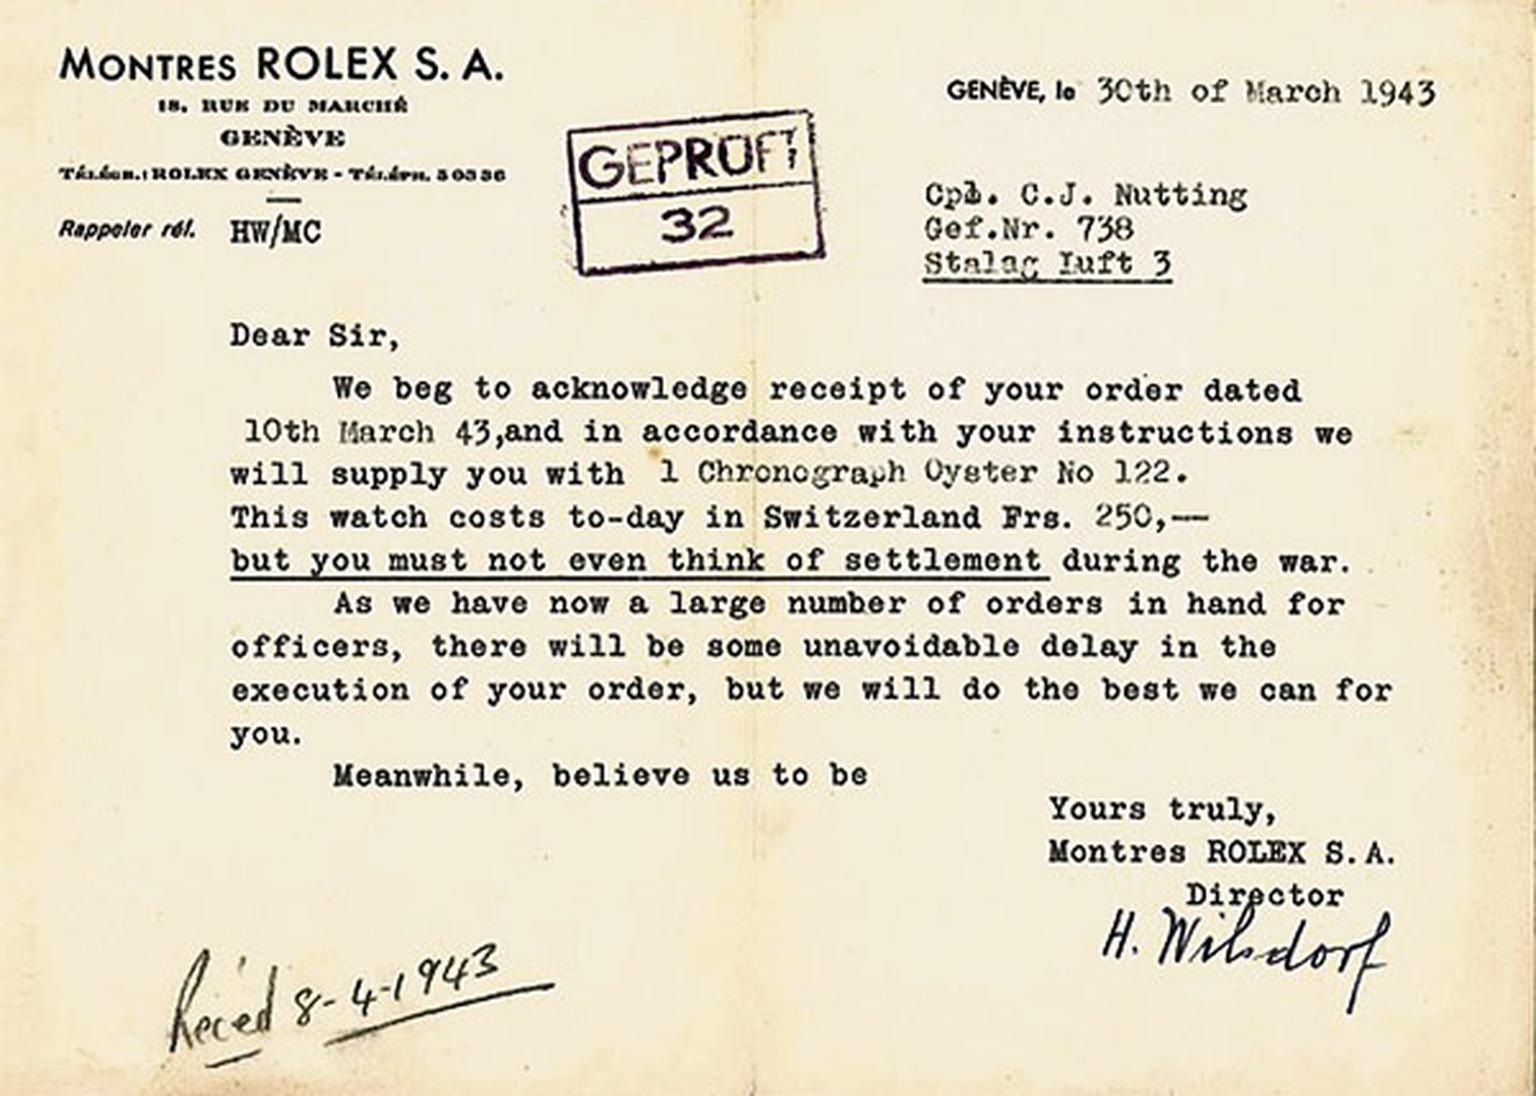 MONTRES ROLEX S. A.
18, RUE DU MARCHÉ
GENÈVE
TÉLÉGR.: ROLEX GENÈVE - TÉLÉPH. 50336
Rappeler réf. HW/MC
GENÈVE, le 30th of March 1943
GEPRÜFT
32
Cpl. C.J. Nutting
Gef.Nr. 738
Stalag Luft 3
Dear Sir,
We beg to acknowledge receipt of your order dated
10th March 43,and in accordance with your instructions we
will supply you with 1 Chronograph Oyster No 122.
This watch costs to-day in Switzerland Frs. 250,—
but you must not even think of settlement during the war.
As we have now a large number of orders in hand for
officers, there will be some unavoidable delay in the
execution of your order, but we will do the best we can for
you.
Meanwhile, believe us to be
Yours truly,
Montres ROLEX S.A.
Director
H. Wilsdorf
Reced 8-4-1943